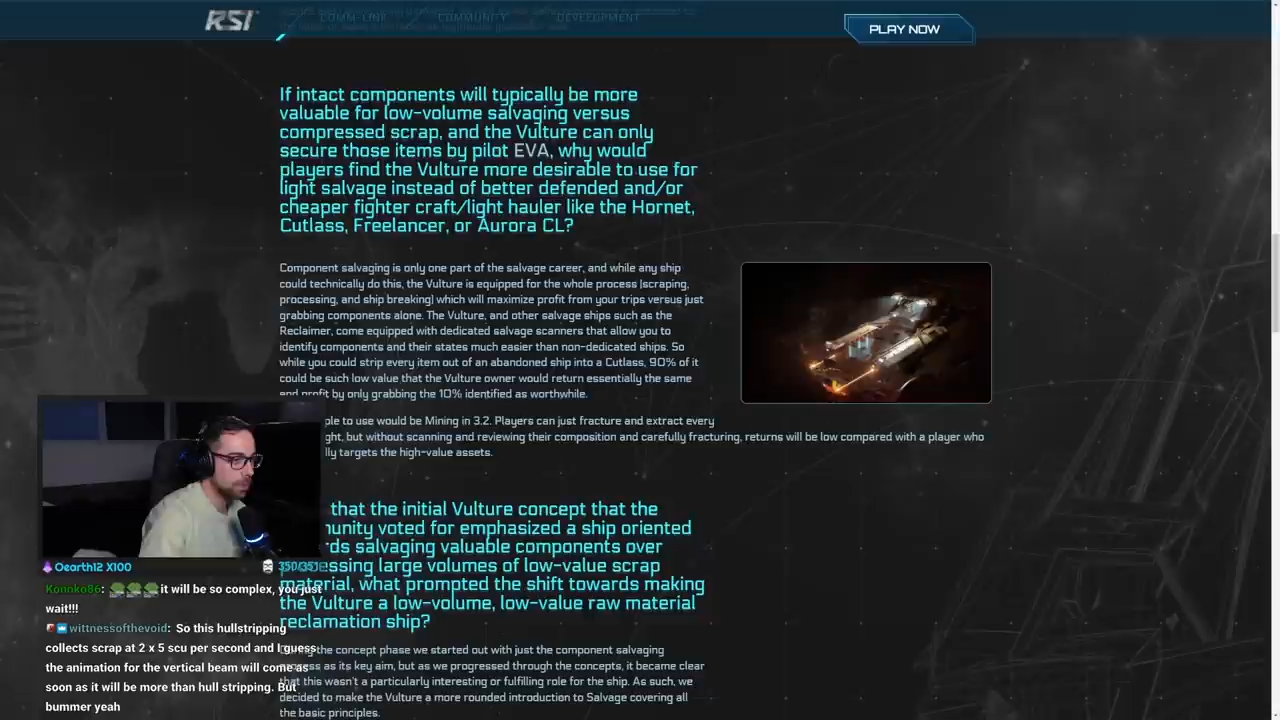 RSI
COMM-LINK
COMMUNITY
DEVELOPMENT
PLAY NOW
If intact components will typically be more
valuable for low-volume salvaging versus
compressed scrap, and the Vulture can only
secure those items by pilot EVA, why would
players find the Vulture more desirable to use for
light salvage instead of better defended and/or
cheaper fighter craft/light hauler like the Hornet,
Cutlass, Freelancer, or Aurora CL?
Component salvaging is only one part of the salvage career, and while any ship
could technically do this, the Vulture is equipped for the whole process (scraping,
processing, and ship breaking) which will maximize profit from your trips versus just
grabbing components alone. The Vulture, and other salvage ships such as the
Reclaimer, come equipped with dedicated salvage scanners that allow you to
identify components and their states much easier than non-dedicated ships. So
while you could strip every item out of an abandoned ship into a Cutlass, 90% of it
could be such low value that the Vulture owner would return essentially the same
end profit by only grabbing the 10% identified as worthwhile.
ple to use would be Mining in 3.2. Players can just fracture and extract every
ght, but without scanning and reviewing their composition and carefully fracturing, returns will be low compared with a player who
lly targets the high-value assets.
that the initial Vulture concept that the
unity voted for emphasized a ship oriented
rds salvaging valuable components over
essing large volumes of low-value scrap
material, what prompted the shift towards making
the Vulture a low-volume, low-value raw material
reclamation ship?
the concept phase we started out with just the component salvaging
as its key aim, but as we progressed through the concepts, it became clear
that this wasn't a particularly interesting or fulfilling role for the ship. As such, we
decided to make the Vulture a more rounded introduction to Salvage covering all
the basic principles.
Oearth12 X100
Konnko86: it will be so complex, you just
wait!!!
wittnessofthevoid: So this hullstripping
collects scrap at 2 x 5 scu per second and I guess
the animation for the vertical beam will come as
soon as it will be more than hull stripping. But
bummer yeah